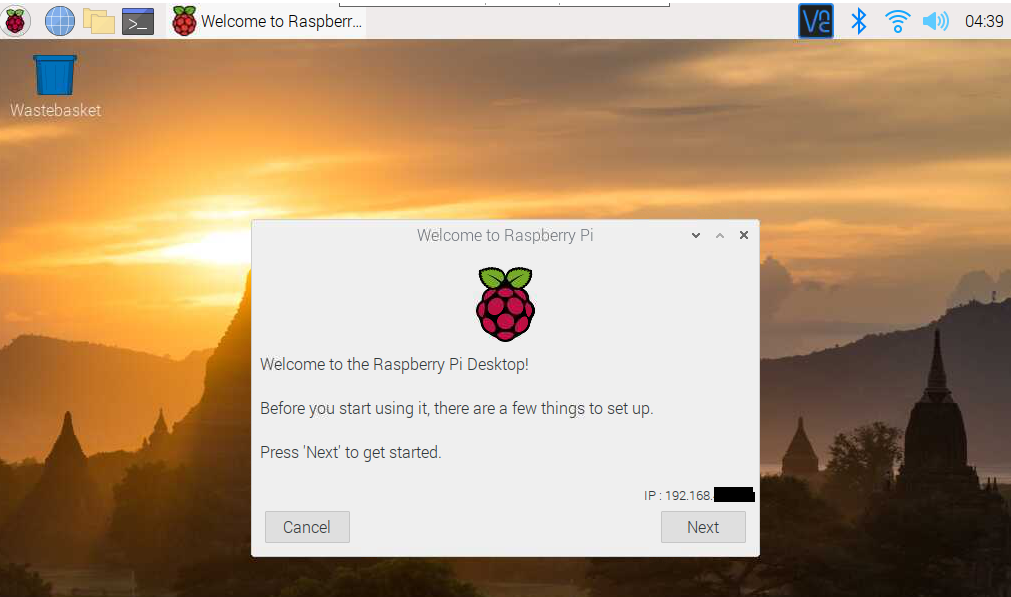 Welcome to Raspberr...
04:39
Wastebasket
Welcome to Raspberry Pi
Welcome to the Raspberry Pi Desktop!
Before you start using it, there are a few things to set up.
Press 'Next' to get started.
IP : 192.168.
Cancel
Next